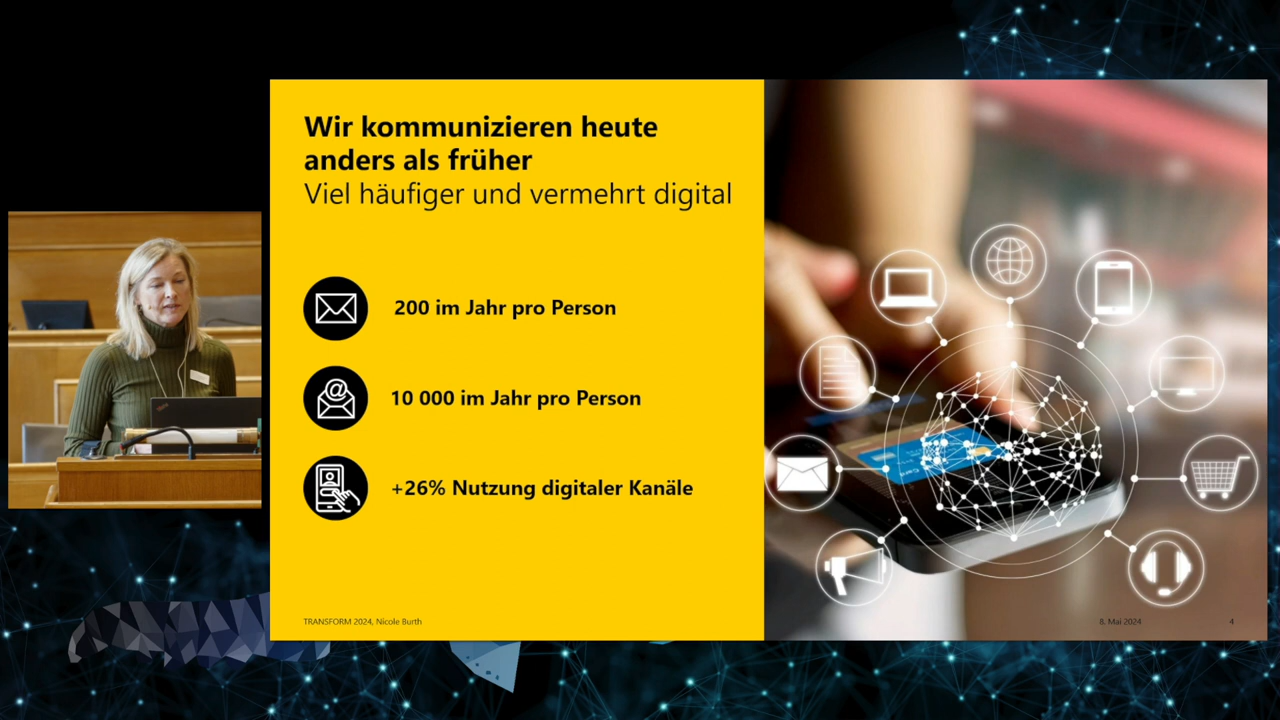 Wir kommunizieren heute
anders als früher
Viel häufiger und vermehrt digital
200 im Jahr pro Person
10 000 im Jahr pro Person
+26% Nutzung digitaler Kanäle
TRANSFORM 2024, Nicole Burth
8. Mai 2024
4